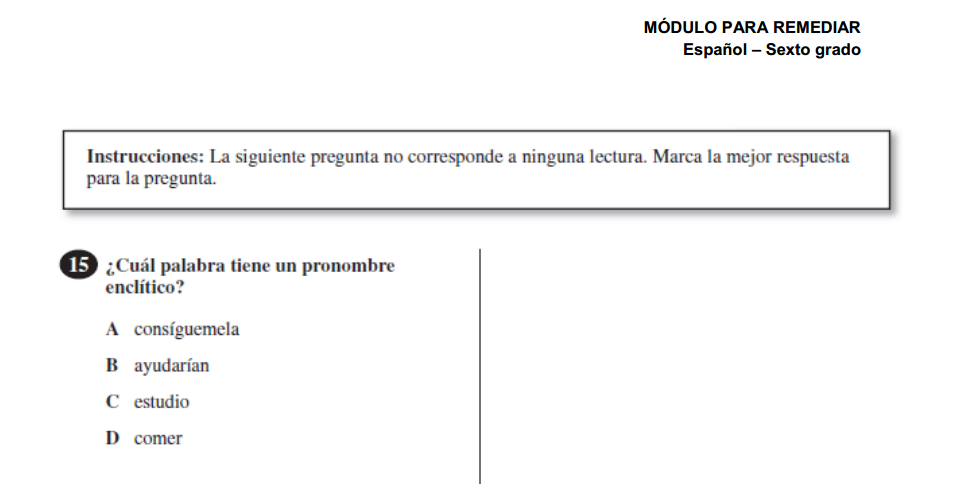 MÓDULO PARA REMEDIAR
Español – Sexto grado
Instrucciones: La siguiente pregunta no corresponde a ninguna lectura. Marca la mejor respuesta
para la pregunta.
15 ¿Cuál palabra tiene un pronombre
enclítico?
A consíguemela
B ayudarían
C estudio
D comer